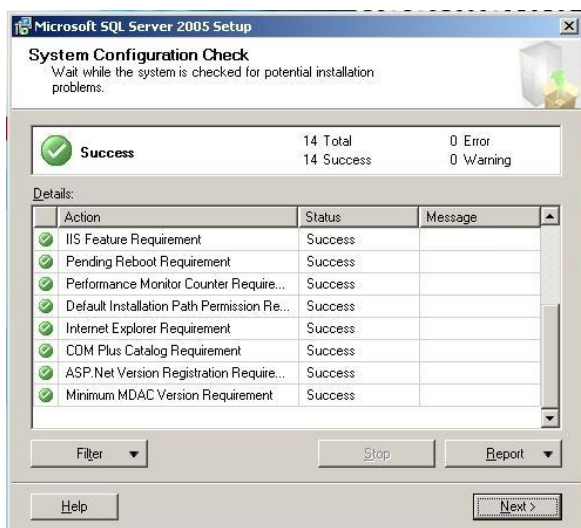 Microsoft SQL Server 2005 Setup
System Configuration Check
Wait while the system is checked for potential installation
problems.
Success
14 Total
0 Error
14 Success
0 Warning
Details:
Action Status Message
IIS Feature Requirement Success
Pending Reboot Requirement Success
Performance Monitor Counter Require... Success
Default Installation Path Permission Re... Success
Internet Explorer Requirement Success
COM Plus Catalog Requirement Success
ASP.Net Version Registration Require... Success
Minimum MDAC Version Requirement Success
Filter Stop Report
Help Next >